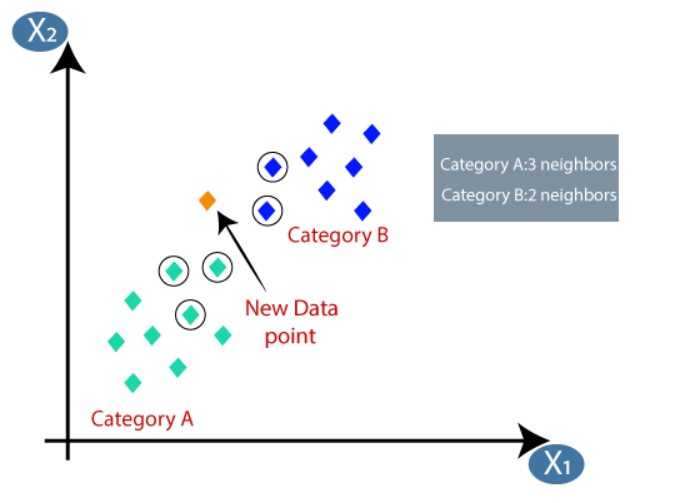 X2
Category A:3 neighbors
Category B:2 neighbors
Category B
New Data
point
Category A
X1